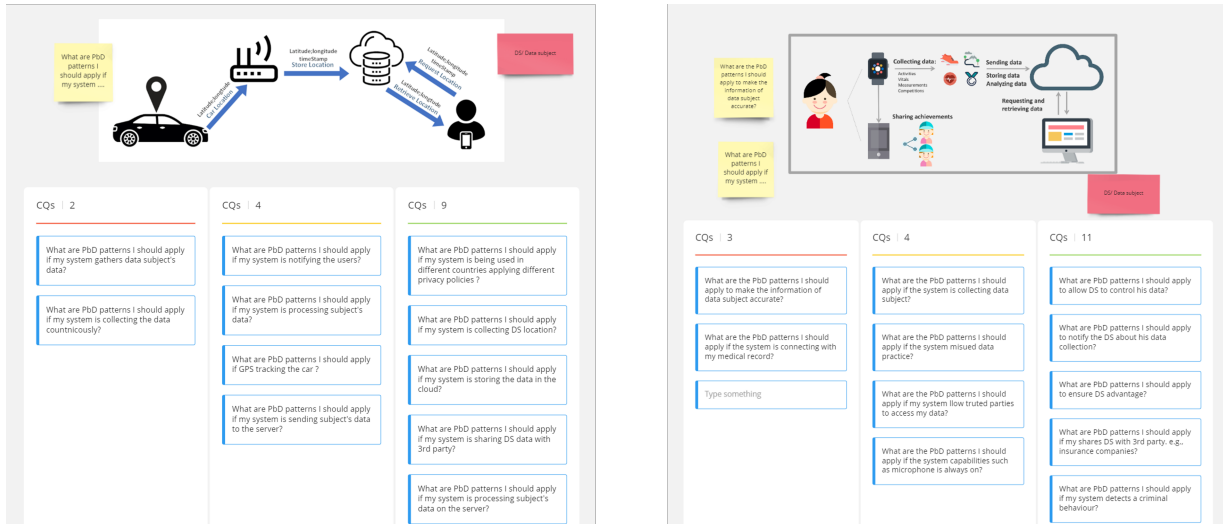 What are PbD
patterns I
should apply if
my system ....
Latitude;longtude
Car Location
Latitude;longitude
timeStamp
Store Location
Latitude;longtude
timeStamp
Request Location
Latitude;longtude
Retrieve Location
DS! Data subject
CQs | 2
What are PbD patterns I should apply
if my system gathers data subject's
data?
What are PbD patterns I should apply
if my system is collecting the data
countnicously?
CQs | 4
What are PbD patterns I should apply
if my system is notifying the users?
What are PbD patterns I should apply
if my system is processing subject's
data?
What are PbD patterns I should apply
if GPS tracking the car ?
What are PbD patterns I should apply
if my system is sending subject's data
to the server?
CQs | 9
What are PbD patterns I should apply
if my system is being used in
different countries applying different
privacy policies ?
What are PbD patterns I should apply
if my system is collecting DS location?
What are PbD patterns I should apply
if my system is storing the data in the
cloud?
What are PbD patterns I should apply
if my system is sharing DS data with
3rd party?
What are PbD patterns I should apply
if my system is processing subject's
data on the server?
What are the PbD
patterns I should
apply to make the
information of
data subject
accurate?
What are PbD
patterns I should
apply if my
system ....
Collecting data:
Activities
Vitals
Measurements
Competitions
Sending data
Storing data
Analyzing data
Requesting and
retrieving data
Sharing achievements
DS! Data subject
CQs | 3
What are the PbD patterns I should
apply to make the information of
data subject accurate?
What are the PbD patterns I should
apply if the system is connecting with
my medical record?
Type something
CQs | 4
What are the PbD patterns I should
apply if the system is collecting data
subject?
What are the PbD patterns I should
apply if the system misued data
practice?
What are the PbD patterns I should
apply if my system llow truted parties
to access my data?
What are the PbD patterns I should
apply if the system capabilities such
as microphone is always on?
CQs | 11
What are PbD patterns I should apply
to allow DS to control his data?
What are PbD patterns I should apply
to notify the DS about his data
collection?
What are PbD patterns I should apply
to ensure DS advantage?
What are PbD patterns I should apply
if my shares DS with 3rd party. e.g.,
insurance companies?
What are PbD patterns I should apply
if my system detects a criminal
behaviour?